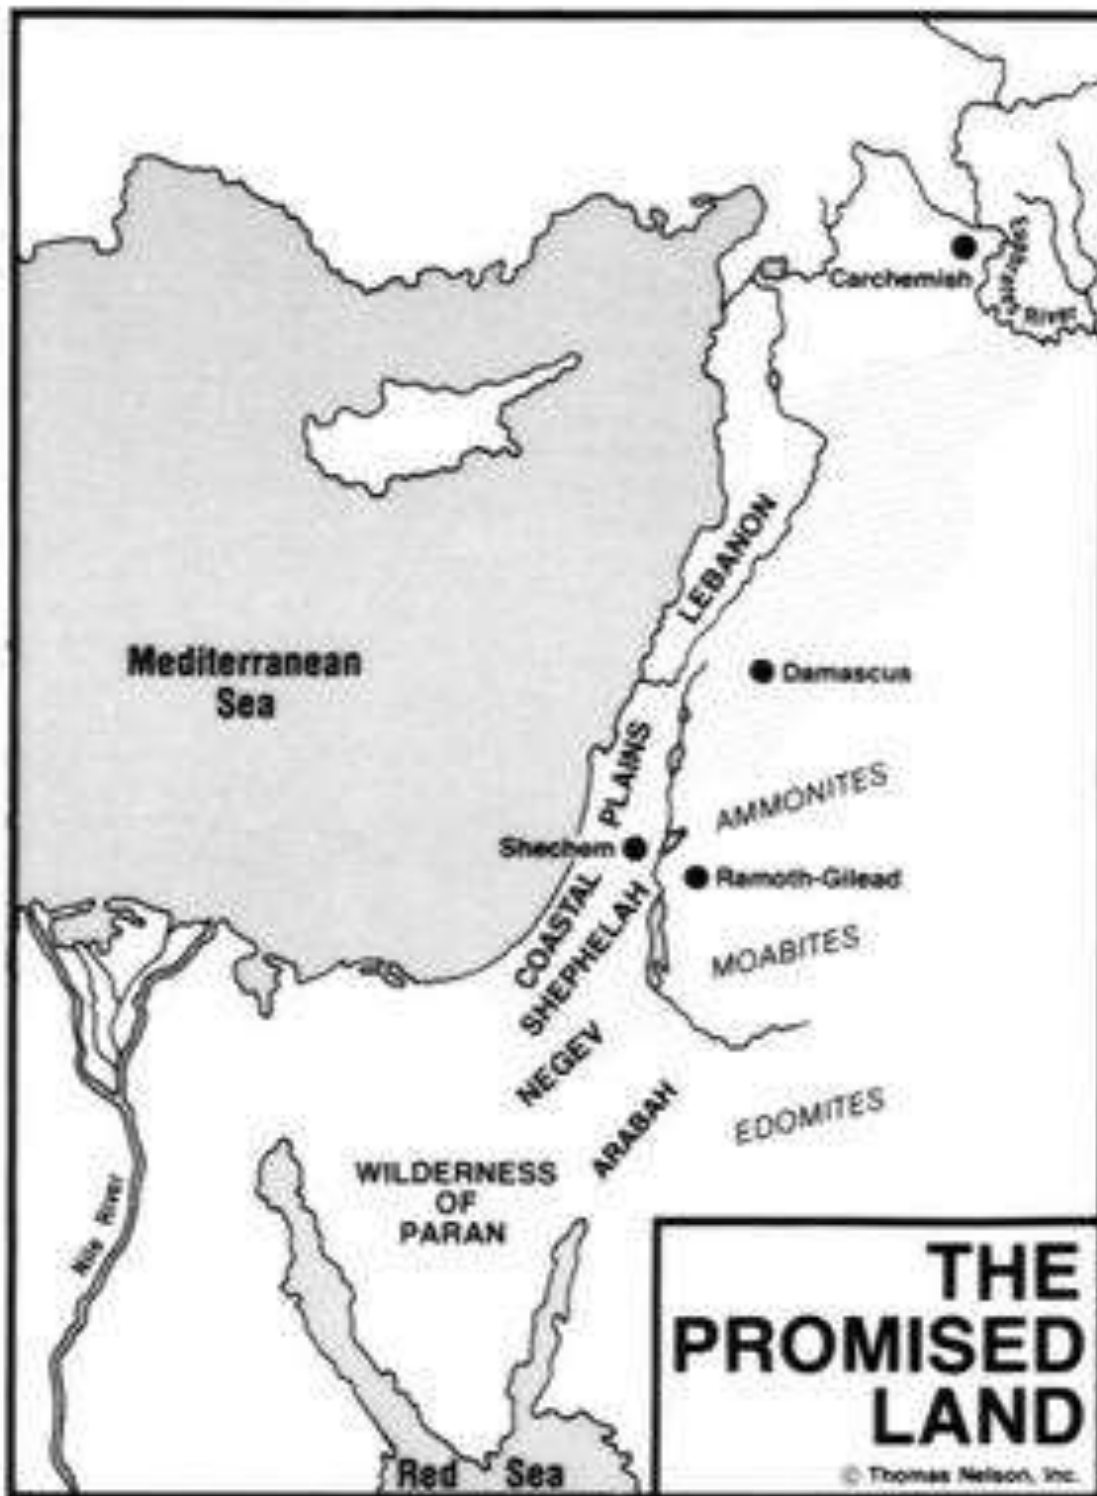 Carchemish
Euphrates
River
LEBANON
Mediterranean
Sea
Damascus
COASTAL PLAINS
AMMONITES
Shechem
Ramoth-Gilead
SHEPHELAH
MOABITES
NEGEV
ARABAH
EDOMITES
WILDERNESS
OF
PARAN
Nile River
Red Sea
THE
PROMISED
LAND
© Thomas Nelson, Inc.